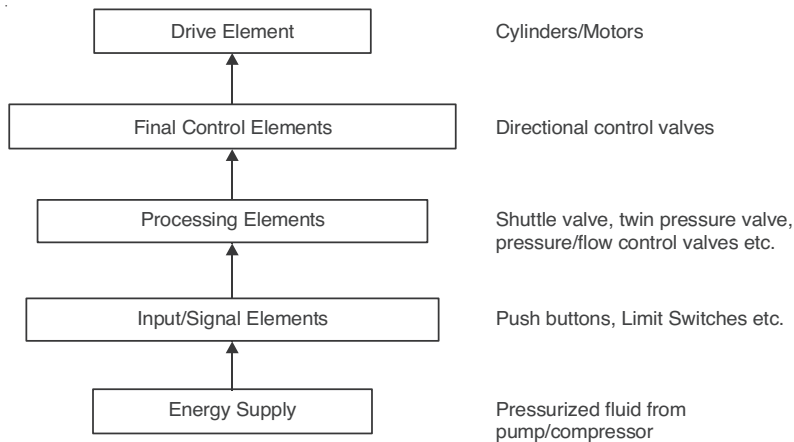 Drive Element
Cylinders/Motors
Final Control Elements
Directional control valves
Processing Elements
Shuttle valve, twin pressure valve,
pressure/flow control valves etc.
Input/Signal Elements
Push buttons, Limit Switches etc.
Energy Supply
Pressurized fluid from
pump/compressor